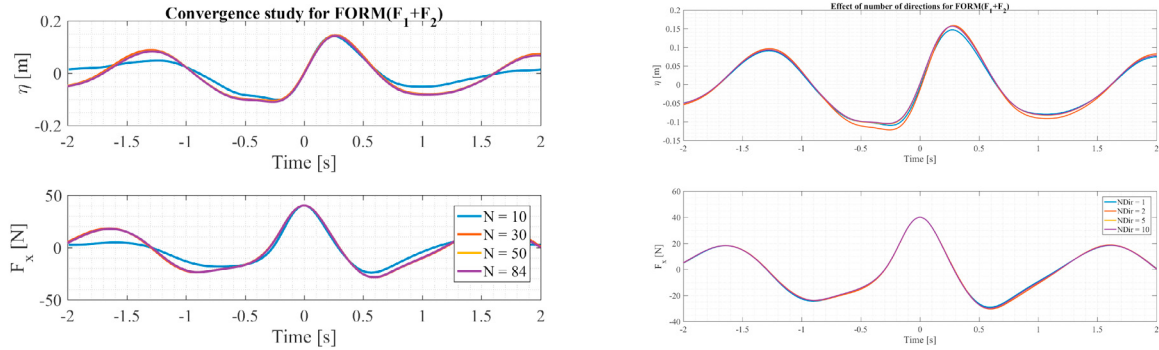 Convergence study for FORM(F₁+F₂)
0.2
0
-0.2
η [m]
-2 -1.5 -1 -0.5 0 0.5 1 1.5 2
Time [s]
50
0
-50
F_x [N]
N = 10
N = 30
N = 50
N = 84
-2 -1.5 -1 -0.5 0 0.5 1 1.5 2
Time [s]
Effect of number of directions for FORM(F₁+F₂)
0.2
0.15
0.1
0.05
0
-0.05
-0.1
-0.15
η [m]
-2 -1.5 -1 -0.5 0 0.5 1 1.5 2
Time [s]
60
40
20
0
-20
-40
F_x [N]
NDir = 1
NDir = 2
NDir = 5
NDir = 10
-2 -1.5 -1 -0.5 0 0.5 1 1.5 2
Time [s]